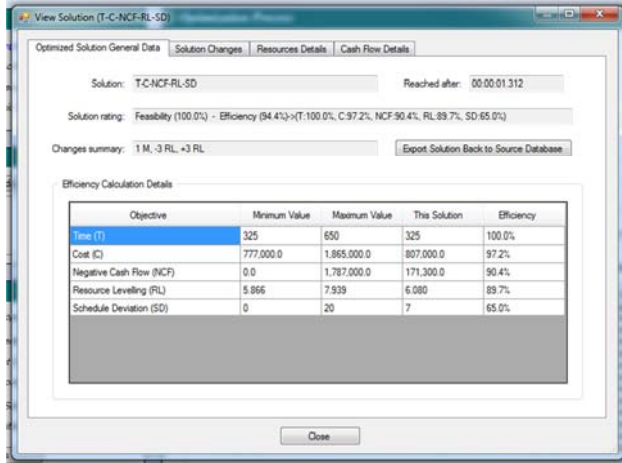 View Solution (T-C-NCF-RL-SD)
Optimized Solution General Data Solution Changes Resources Details Cash Flow Details
Solution: T-C-NCF-RL-SD Reached after: 00:00:01.312
Solution rating: Feasibility (100.0%) - Efficiency (94.4%)->(T:100.0%, C:97.2%, NCF:90.4%, RL:89.7%, SD:65.0%)
Changes summary: 1 M, -3 RL, +3 RL Export Solution Back to Source Database
Efficiency Calculation Details
Objective Minimum Value Maximum Value This Solution Efficiency
Time (T) 325 650 325 100.0%
Cost (C) 777,000.0 1,865,000.0 807,000.0 97.2%
Negative Cash Flow (NCF) 0.0 1,787,000.0 171,300.0 90.4%
Resource Levelling (RL) 5.866 7.939 6.080 89.7%
Schedule Deviation (SD) 0 20 7 65.0%
Close